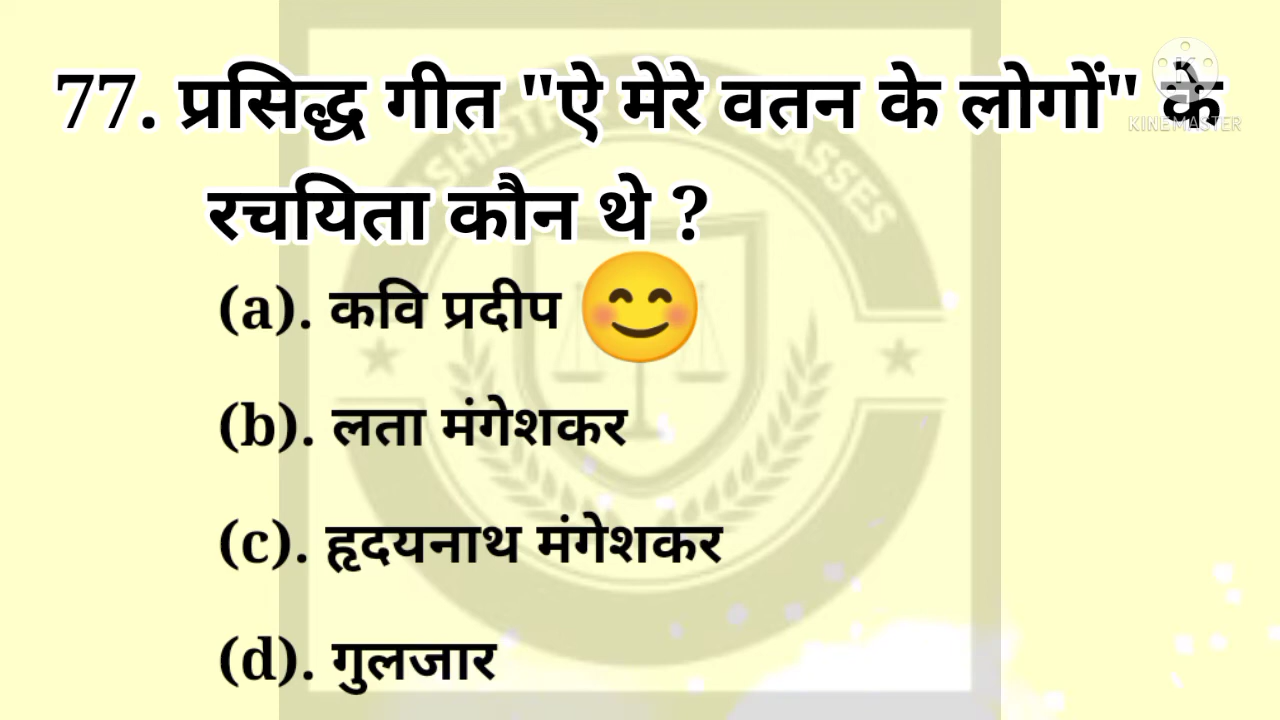 77. प्रसिद्ध गीत "ऐ मेरे वतन के लोगों" के
KINEMASTER
रचयिता कौन थे ?
(a). कवि प्रदीप 😊
(b). लता मंगेशकर
(c). हृदयनाथ मंगेशकर
(d). गुलजार